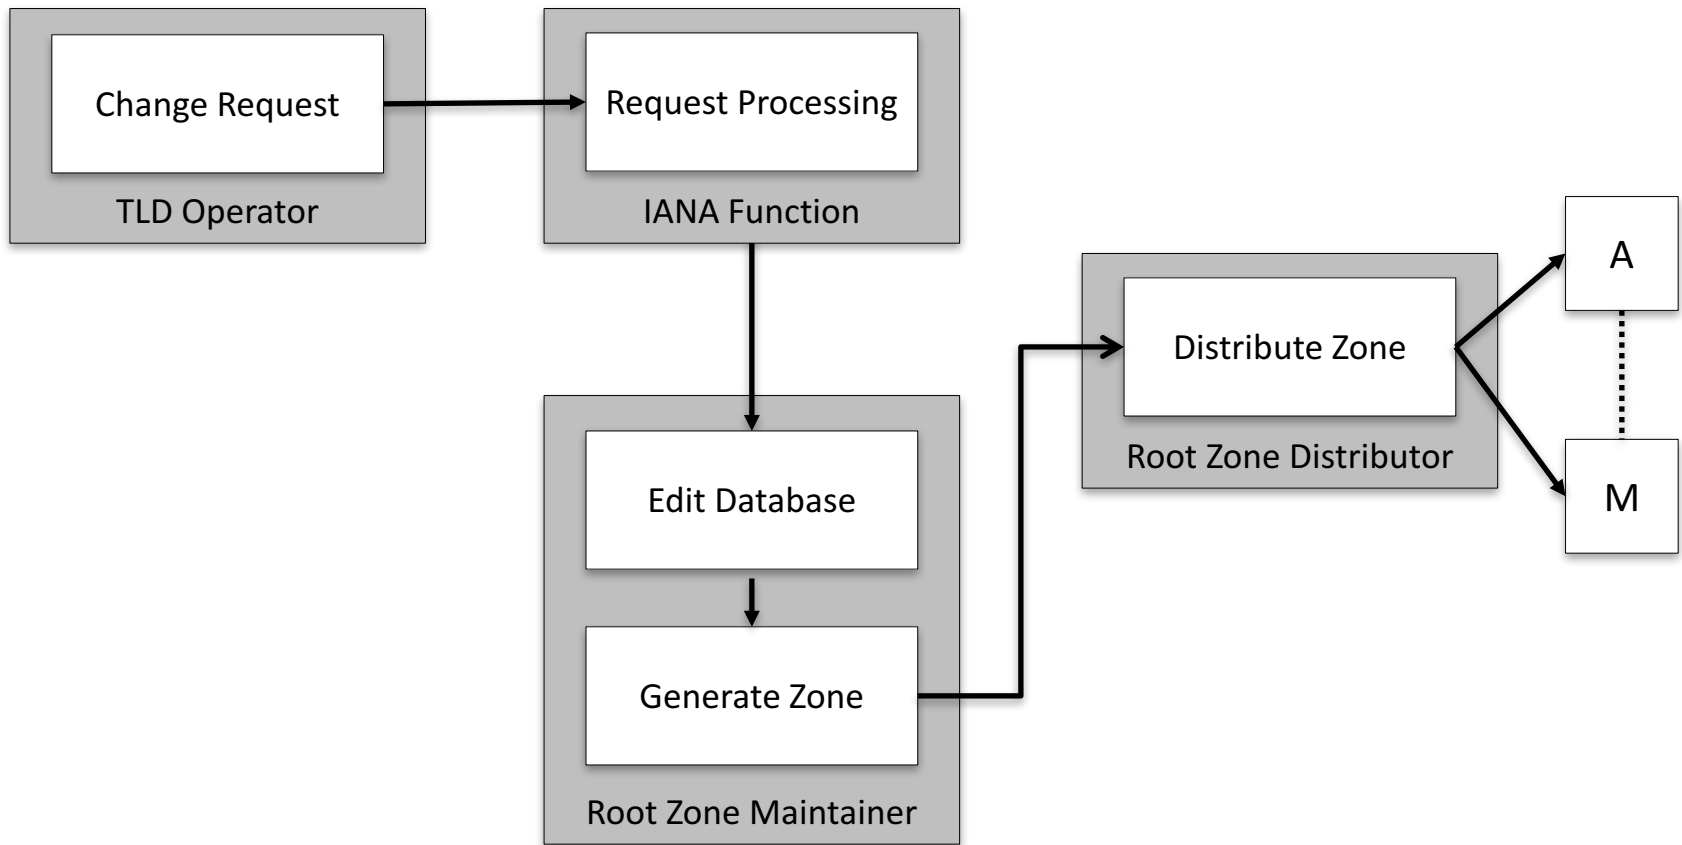 Change Request
TLD Operator
Request Processing
IANA Function
Edit Database
Generate Zone
Root Zone Maintainer
Distribute Zone
Root Zone Distributor
A
M